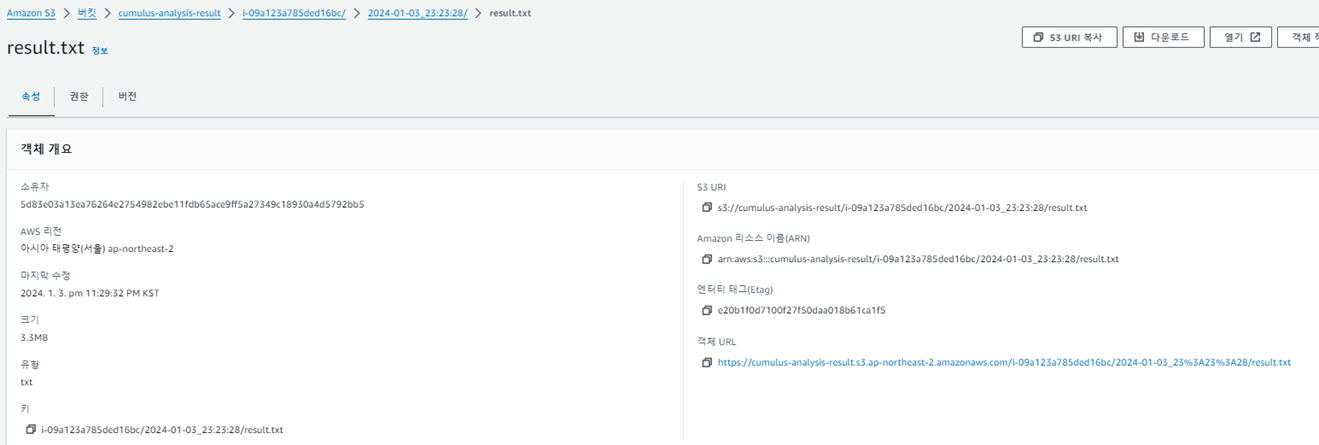 Amazon S3 > 버킷 > cumulus-analysis-result > i-09a123a785ded16bc/ > 2024-01-03_23:23:28/ > result.txt
result.txt 정보
S3 URI 복사 다운로드 열기 객체
속성 권한 버전
객체 개요
소유자
5d83e03a13ea76264e2754982ebe11fdb65ace9ff5a27349c18930a4d5792bb5
AWS 리전
아시아 태평양(서울) ap-northeast-2
마지막 수정
2024. 1. 3. pm 11:29:32 PM KST
크기
3.3MB
유형
txt
키
i-09a123a785ded16bc/2024-01-03_23:23:28/result.txt
S3 URI
s3://cumulus-analysis-result/i-09a123a785ded16bc/2024-01-03_23:23:28/result.txt
Amazon 리소스 이름(ARN)
arn:aws:s3:::cumulus-analysis-result/i-09a123a785ded16bc/2024-01-03_23:23:28/result.txt
엔터티 태그(Etag)
e20b1f0d7100f27f50daa018b61ca1f5
객체 URL
https://cumulus-analysis-result.s3.ap-northeast-2.amazonaws.com/i-09a123a785ded16bc/2024-01-03_23%3A23%3A28/result.txt